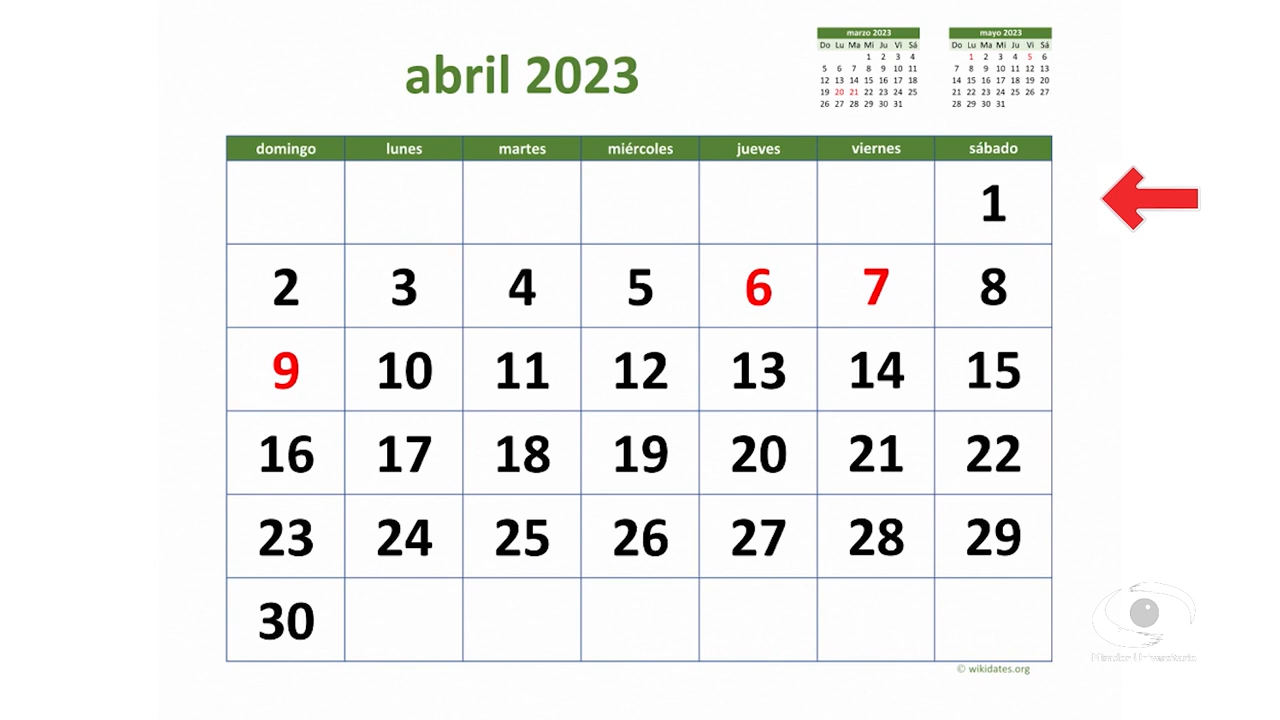 abril 2023
marzo 2023
Do Lu Ma Mi Ju Vi Sá
1 2 3 4
5 6 7 8 9 10 11
12 13 14 15 16 17 18
19 20 21 22 23 24 25
26 27 28 29 30 31
mayo 2023
Do Lu Ma Mi Ju Vi Sá
1 2 3 4 5 6
7 8 9 10 11 12 13
14 15 16 17 18 19 20
21 22 23 24 25 26 27
28 29 30 31
domingo lunes martes miércoles jueves viernes sábado
1
2 3 4 5 6 7 8
9 10 11 12 13 14 15
16 17 18 19 20 21 22
23 24 25 26 27 28 29
30
© wikidates.org
Mirador Universitario